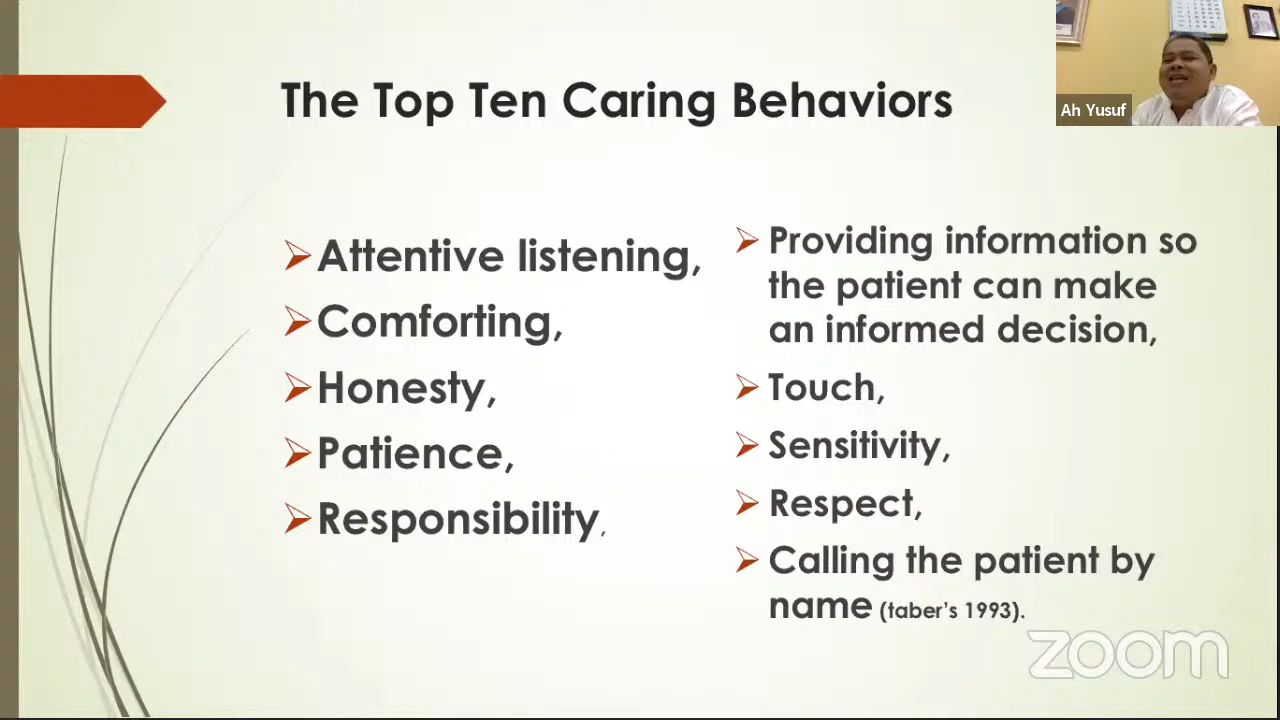 The Top Ten Caring Behaviors
Ah Yusuf
➢Attentive listening,
➢Comforting,
➢Honesty,
➢Patience,
➢Responsibility,
➢Providing information so
the patient can make
an informed decision,
➢Touch,
➢Sensitivity,
➢Respect,
➢Calling the patient by
name (taber’s 1993).
zoom